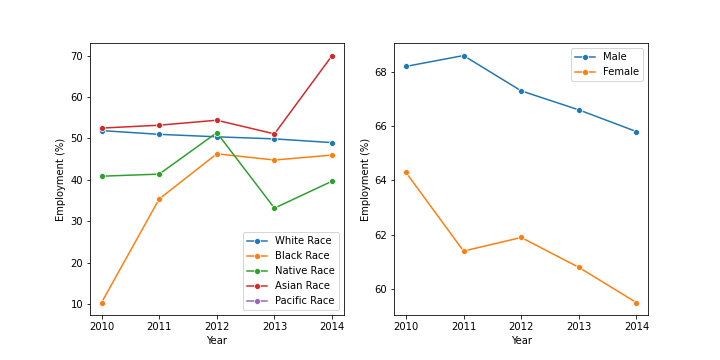 70
60
50
40
30
20
10
Employment (%)
2010 2011 2012 2013 2014
Year
White Race
Black Race
Native Race
Asian Race
Pacific Race
68
66
64
62
60
Employment (%)
2010 2011 2012 2013 2014
Year
Male
Female